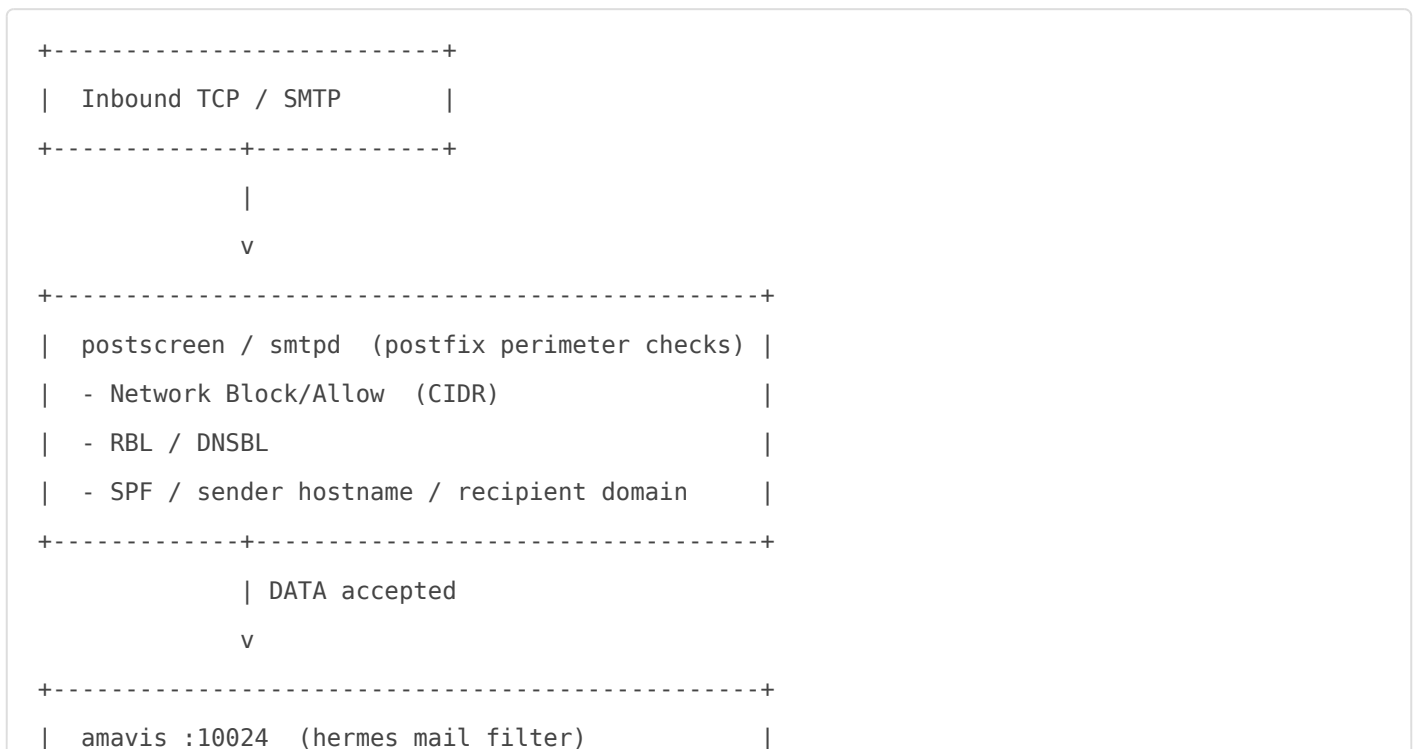 +---------------------------+
|  Inbound TCP / SMTP       |
+-------------+-------------+
              |
              v
+-------------------------------------------------+
|  postscreen / smtpd  (postfix perimeter checks) |
|  - Network Block/Allow  (CIDR)                  |
|  - RBL / DNSBL                                  |
|  - SPF / sender hostname / recipient domain     |
+-------------+-----------------------------------+
              | DATA accepted
              v
+-------------------------------------------------+
|  amavis :10024  (hermes mail filter)            |